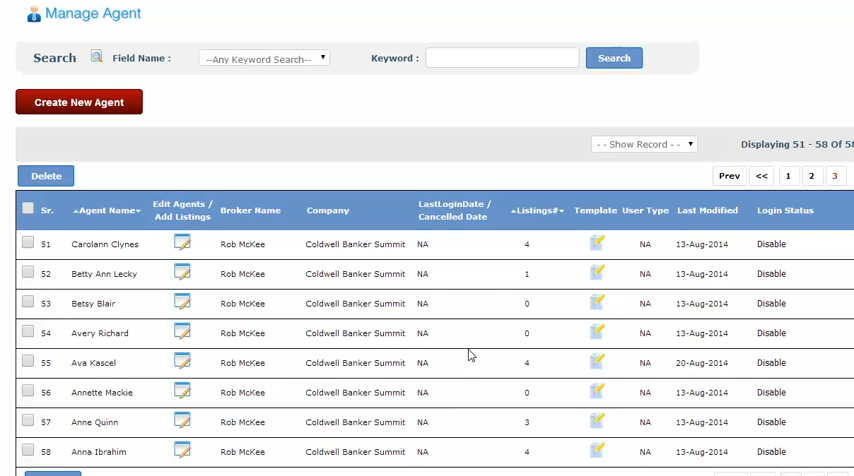 Manage Agent
Search Field Name : --Any Keyword Search-- Keyword : Search
Create New Agent
- - Show Record - - Displaying 51 - 58 Of 58
Delete Prev << 1 2 3
Sr. Agent Name Edit Agents / Add Listings Broker Name Company LastLoginDate / Cancelled Date Listings# Template User Type Last Modified Login Status
51 Carolann Clynes Rob McKee Coldwell Banker Summit NA 4 NA 13-Aug-2014 Disable
52 Betty Ann Lecky Rob McKee Coldwell Banker Summit NA 1 NA 13-Aug-2014 Disable
53 Betsy Blair Rob McKee Coldwell Banker Summit NA 0 NA 13-Aug-2014 Disable
54 Avery Richard Rob McKee Coldwell Banker Summit NA 0 NA 13-Aug-2014 Disable
55 Ava Kascel Rob McKee Coldwell Banker Summit NA 4 NA 20-Aug-2014 Disable
56 Annette Mackie Rob McKee Coldwell Banker Summit NA 0 NA 13-Aug-2014 Disable
57 Anne Quinn Rob McKee Coldwell Banker Summit NA 3 NA 13-Aug-2014 Disable
58 Anna Ibrahim Rob McKee Coldwell Banker Summit NA 4 NA 13-Aug-2014 Disable